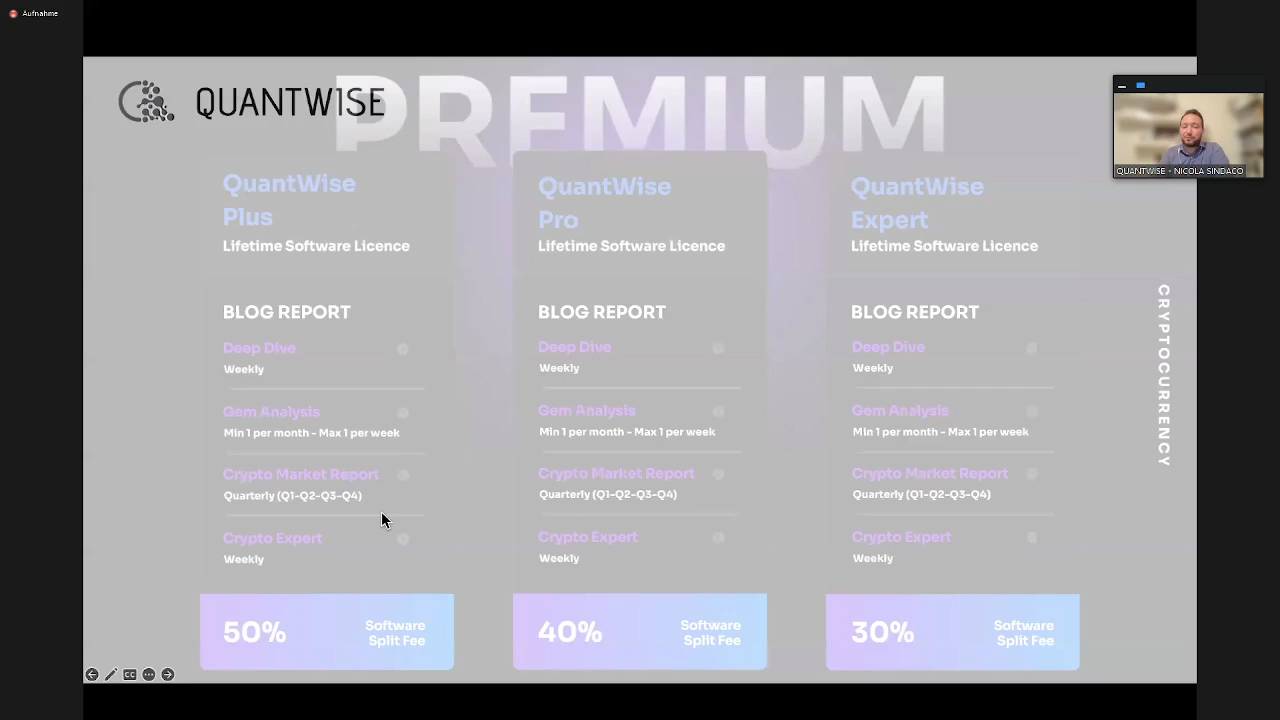 Aufnahme
PREMIUM
QUANTWISE
QUANTWISE - NICOLA SINDACO
QuantWise
Plus
Lifetime Software Licence
BLOG REPORT
Deep Dive
Weekly
Gem Analysis
Min 1 per month - Max 1 per week
Crypto Market Report
Quarterly (Q1-Q2-Q3-Q4)
Crypto Expert
Weekly
50%
Software
Split Fee
QuantWise
Pro
Lifetime Software Licence
BLOG REPORT
Deep Dive
Weekly
Gem Analysis
Min 1 per month - Max 1 per week
Crypto Market Report
Quarterly (Q1-Q2-Q3-Q4)
Crypto Expert
Weekly
40%
Software
Split Fee
QuantWise
Expert
Lifetime Software Licence
BLOG REPORT
Deep Dive
Weekly
Gem Analysis
Min 1 per month - Max 1 per week
Crypto Market Report
Quarterly (Q1-Q2-Q3-Q4)
Crypto Expert
Weekly
30%
Software
Split Fee
CRYPTOCURRENCY
CC